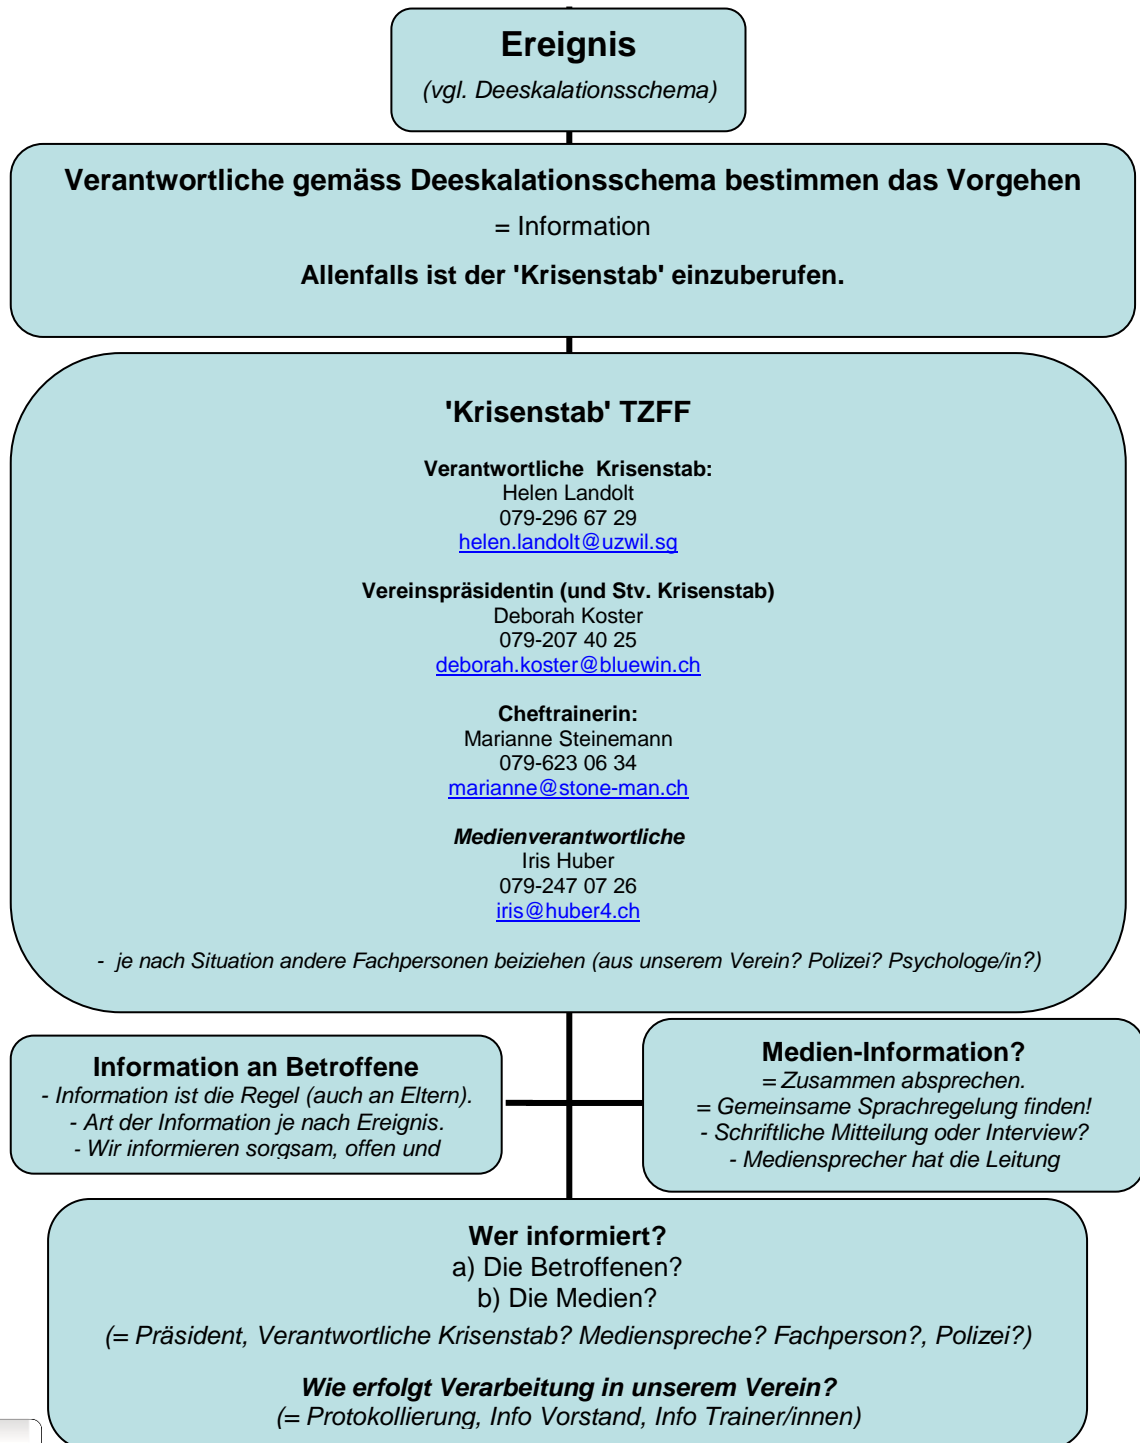 Ereignis
(vgl. Deeskalationsschema)
Verantwortliche gemäss Deeskalationsschema bestimmen das Vorgehen
= Information
Allenfalls ist der 'Krisenstab' einzuberufen.
'Krisenstab' TZFF
Verantwortliche  Krisenstab:
Helen Landolt
079-296 67 29
helen.landolt@uzwil.sg
Vereinspräsidentin (und Stv. Krisenstab)
Deborah Koster
079-207 40 25
deborah.koster@bluewin.ch
Cheftrainerin:
Marianne Steinemann
079-623 06 34
marianne@stone-man.ch
Medienverantwortliche
Iris Huber
079-247 07 26
iris@huber4.ch
-  je nach Situation andere Fachpersonen beiziehen (aus unserem Verein? Polizei? Psychologe/in?)
Information an Betroffene
- Information ist die Regel (auch an Eltern).
- Art der Information je nach Ereignis.
- Wir informieren sorgsam, offen und
Medien-Information?
= Zusammen absprechen.
= Gemeinsame Sprachregelung finden!
- Schriftliche Mitteilung oder Interview?
- Mediensprecher hat die Leitung
Wer informiert?
a) Die Betroffenen?
b) Die Medien?
(= Präsident, Verantwortliche Krisenstab? Medienspreche? Fachperson?, Polizei?)
Wie erfolgt Verarbeitung in unserem Verein?
(= Protokollierung, Info Vorstand, Info Trainer/innen)